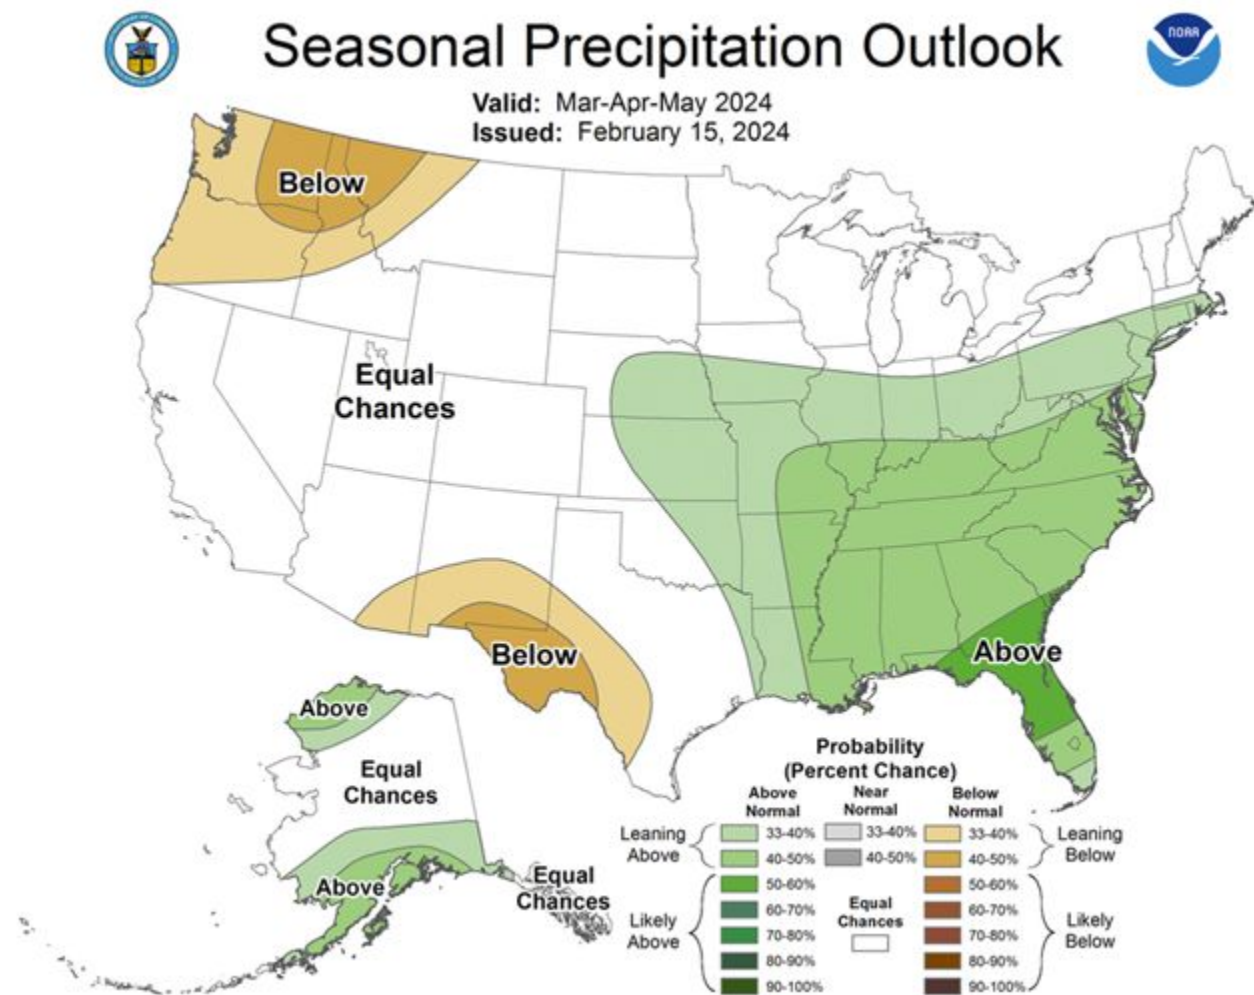 Seasonal Precipitation Outlook
NOAA
Valid: Mar-Apr-May 2024
Issued: February 15, 2024
Below
Equal
Chances
Below
Above
Above
Equal
Chances
Above
Equal
Chances
Probability
(Percent Chance)
Above
Normal
Near
Normal
Below
Normal
Leaning
Above
33-40%
33-40%
33-40%
Leaning
Below
40-50%
40-50%
40-50%
Likely
Above
50-60%
60-70%
70-80%
80-90%
90-100%
Equal
Chances
50-60%
60-70%
70-80%
80-90%
90-100%
Likely
Below